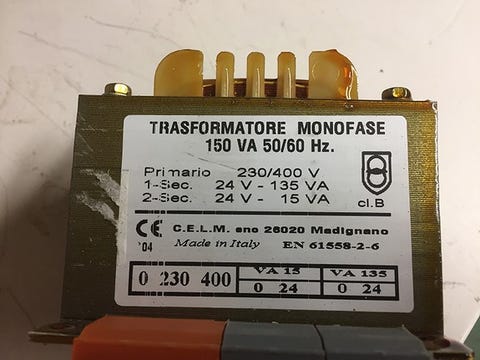 TRASFORMATORE MONOFASE
150 VA 50/60 Hz.
Primario 230/400 V
1-Sec. 24 V - 135 VA
2-Sec. 24 V - 15 VA
cl.B
CE C.E.L.M. snc 26020 Madignano
'04 Made in Italy EN 61558-2-6
0 230 400 VA 15 VA 135
0 24 0 24